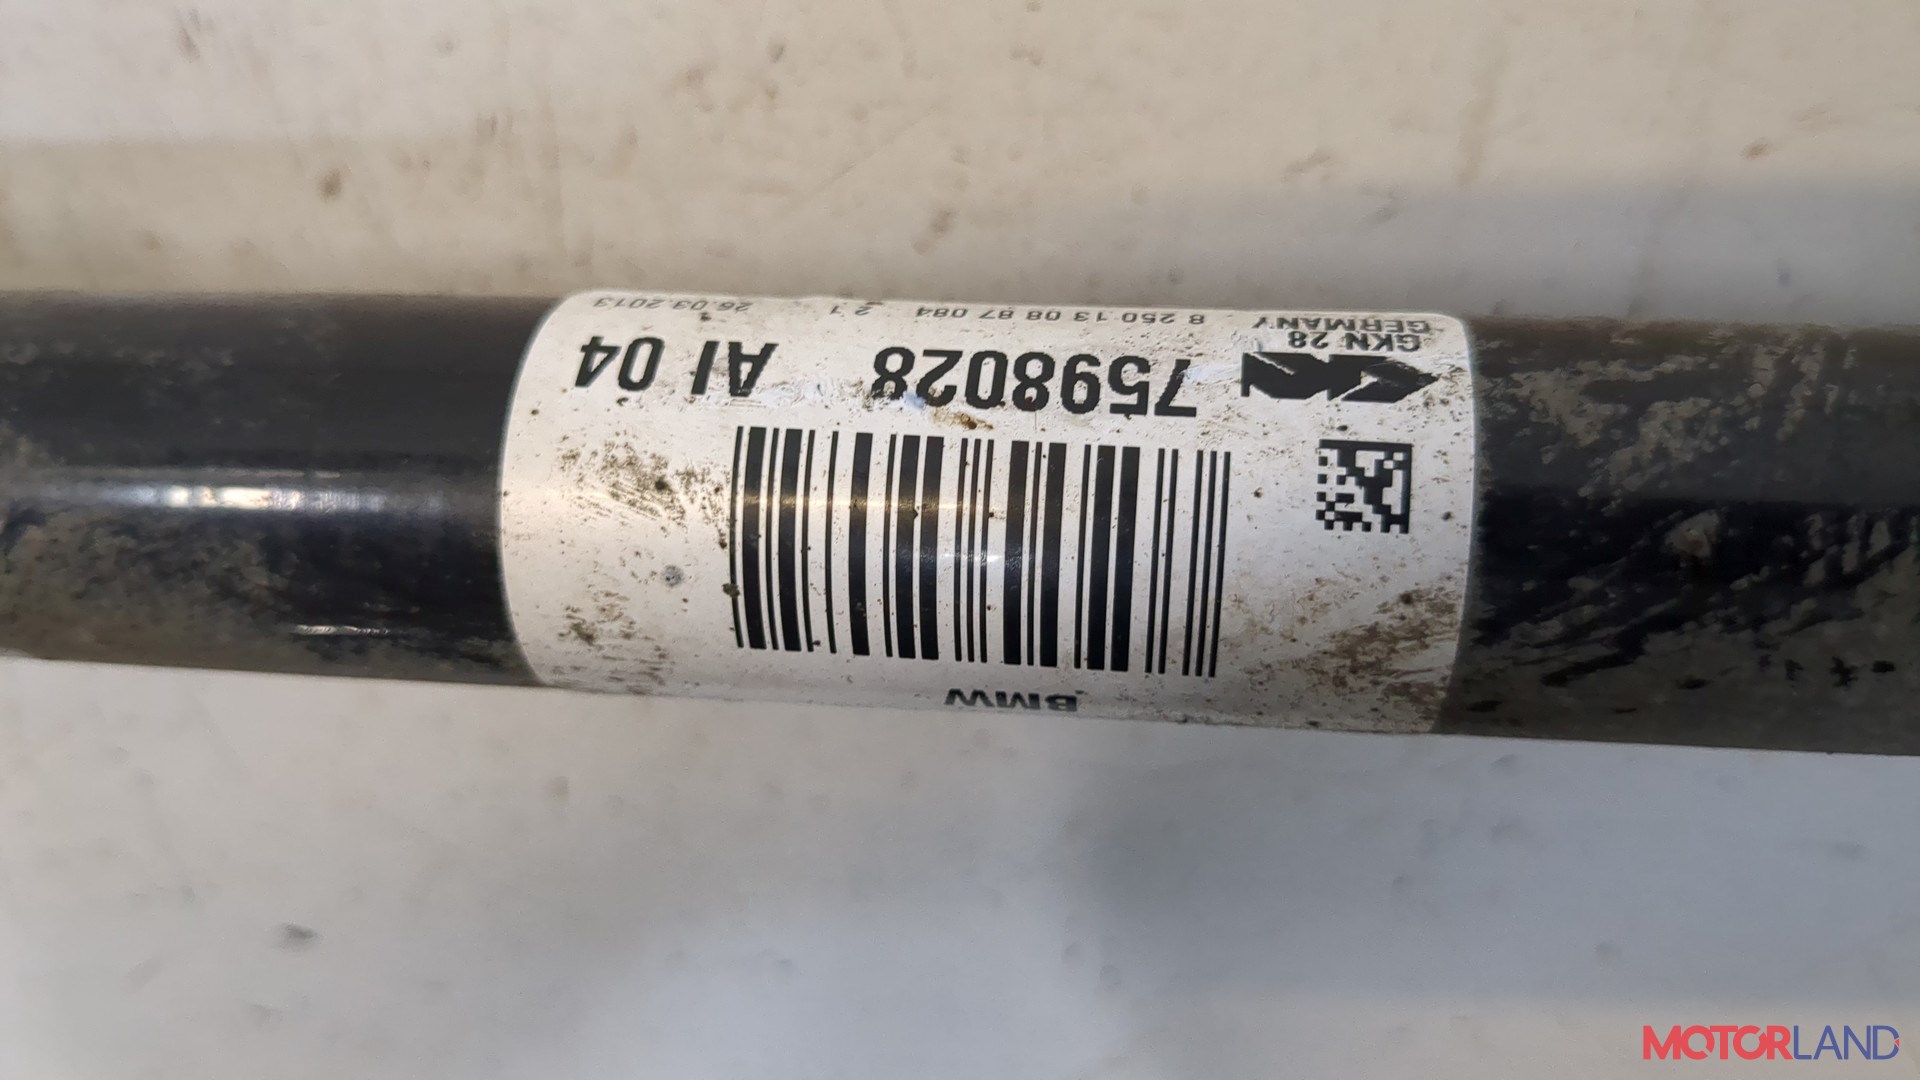 BMW
7598028 AI 04
GKN 28
GERMANY
8 250 13 08 87 084 2 1 26.03.2013
MOTORLAND